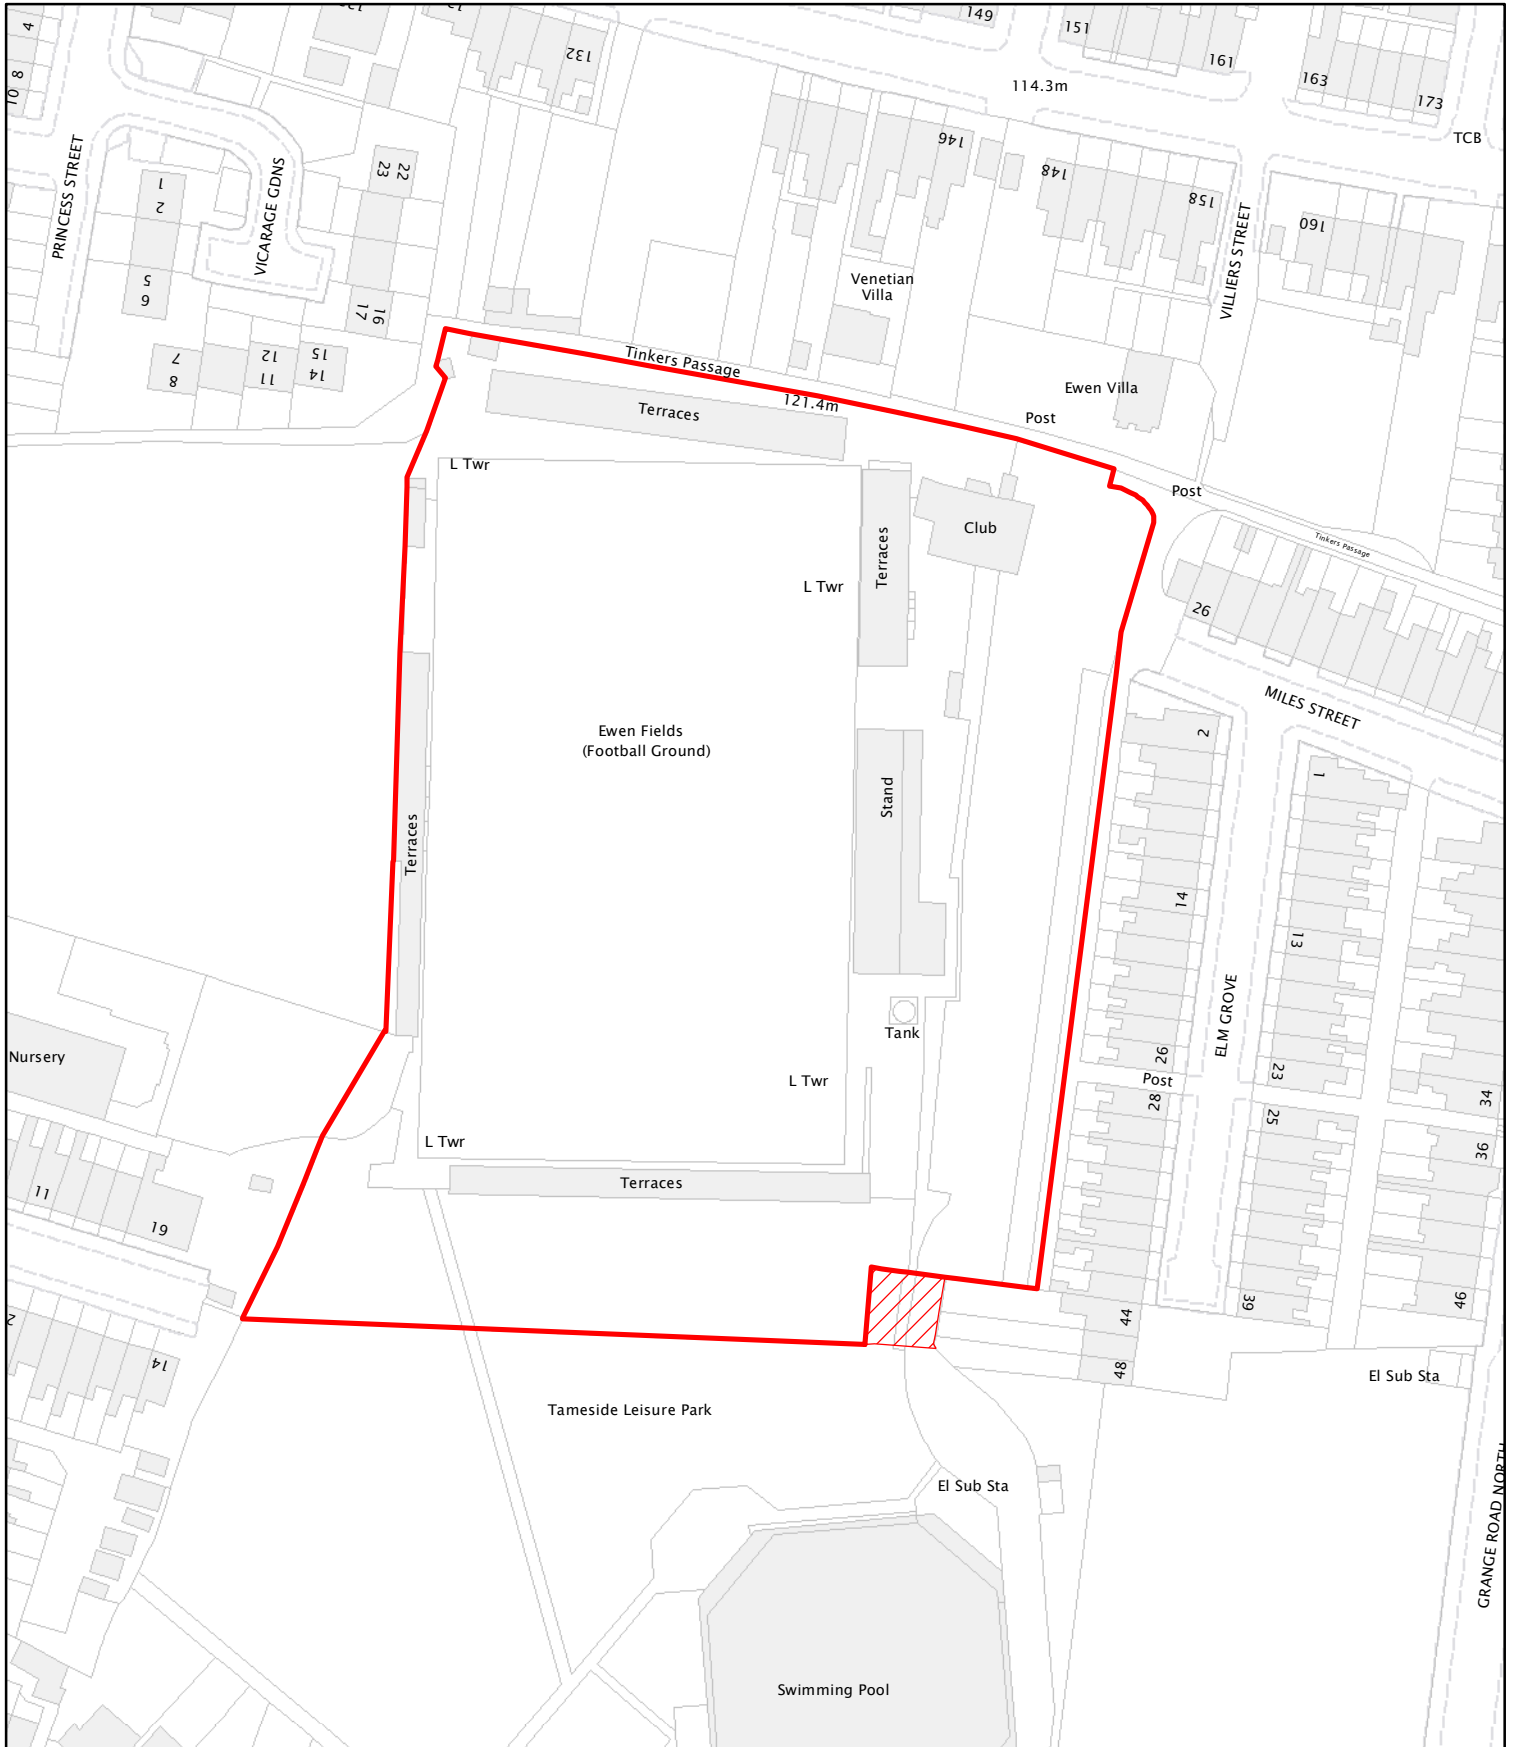 4
8
10
132
149
151
161
163
173
114.3m
TCB
PRINCESS STREET
VICARAGE GDNS
1
2
5
6
7
8
22
23
16
17
12
11
15
14
146
148
158
160
VILLIERS STREET
Venetian
Villa
Ewen Villa
Tinkers Passage
121.4m
Post
Post
Terraces
L Twr
Club
Terraces
L Twr
Tinkers Passage
26
MILES STREET
Ewen Fields
(Football Ground)
Stand
Terraces
2
1
14
13
ELM GROVE
Tank
Nursery
26
Post
28
23
25
34
36
L Twr
L Twr
Terraces
11
19
2
14
44
48
39
46
El Sub Sta
Tameside Leisure Park
El Sub Sta
GRANGE ROAD NORTH
Swimming Pool